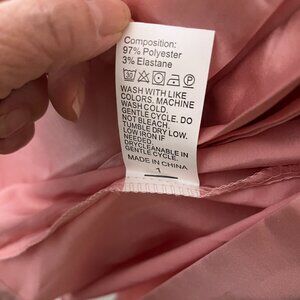 Composition:
97% Polyester
3% Elastane
WASH WITH LIKE
COLORS. MACHINE
WASH COLD.
GENTLE CYCLE. DO
NOT BLEACH.
TUMBLE DRY LOW.
LOW IRON IF
NEEDED.
DRYCLEANABLE IN
GENTLE CYCLE.
MADE IN CHINA
1